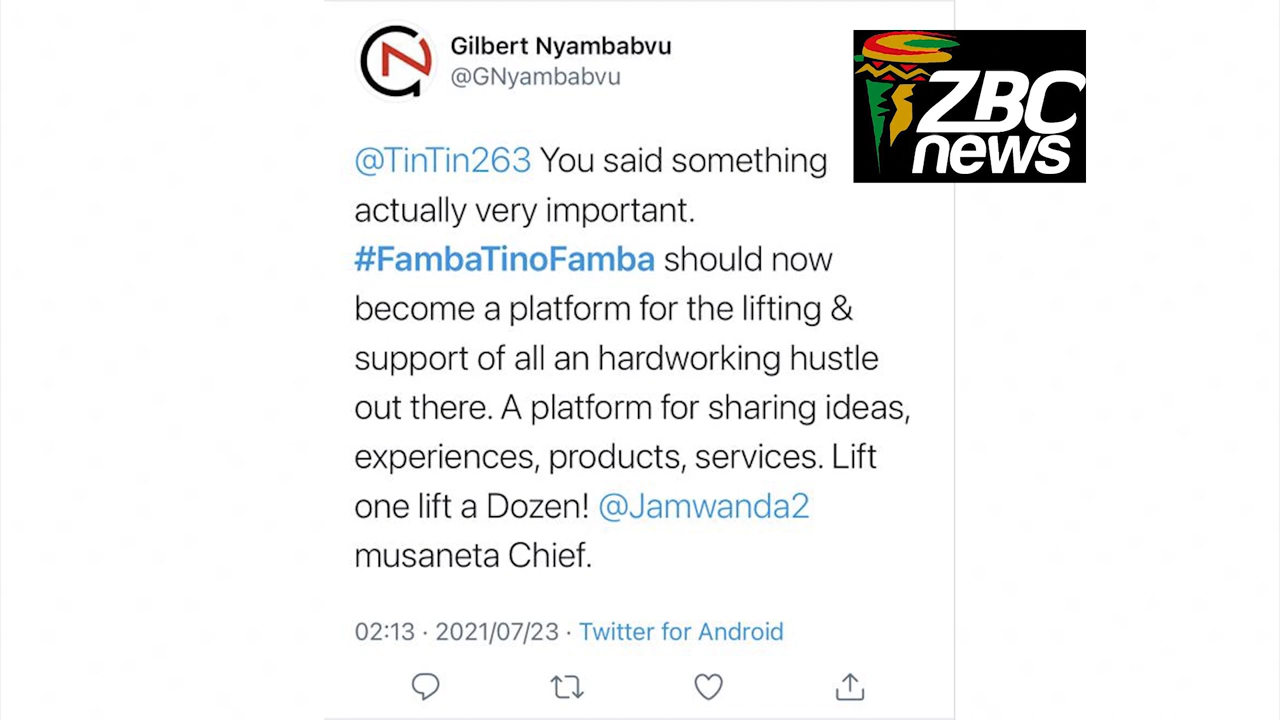 Gilbert Nyambabvu
@GNyambabvu
ZBC
news
@TinTin263 You said something
actually very important.
#FambaTinoFamba should now
become a platform for the lifting &
support of all an hardworking hustle
out there. A platform for sharing ideas,
experiences, products, services. Lift
one lift a Dozen! @Jamwanda2
musaneta Chief.
02:13 · 2021/07/23 · Twitter for Android